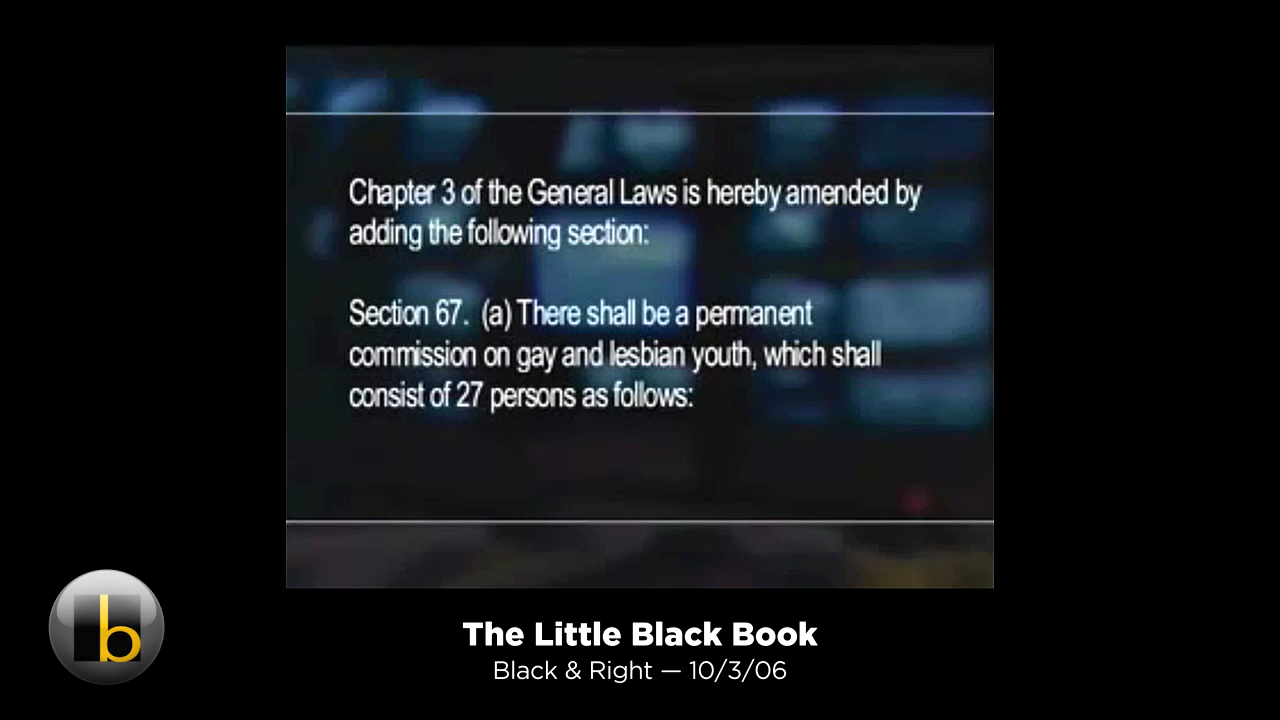 Chapter 3 of the General Laws is hereby amended by
adding the following section:
Section 67.  (a) There shall be a permanent
commission on gay and lesbian youth, which shall
consist of 27 persons as follows:
b
The Little Black Book
Black & Right — 10/3/06